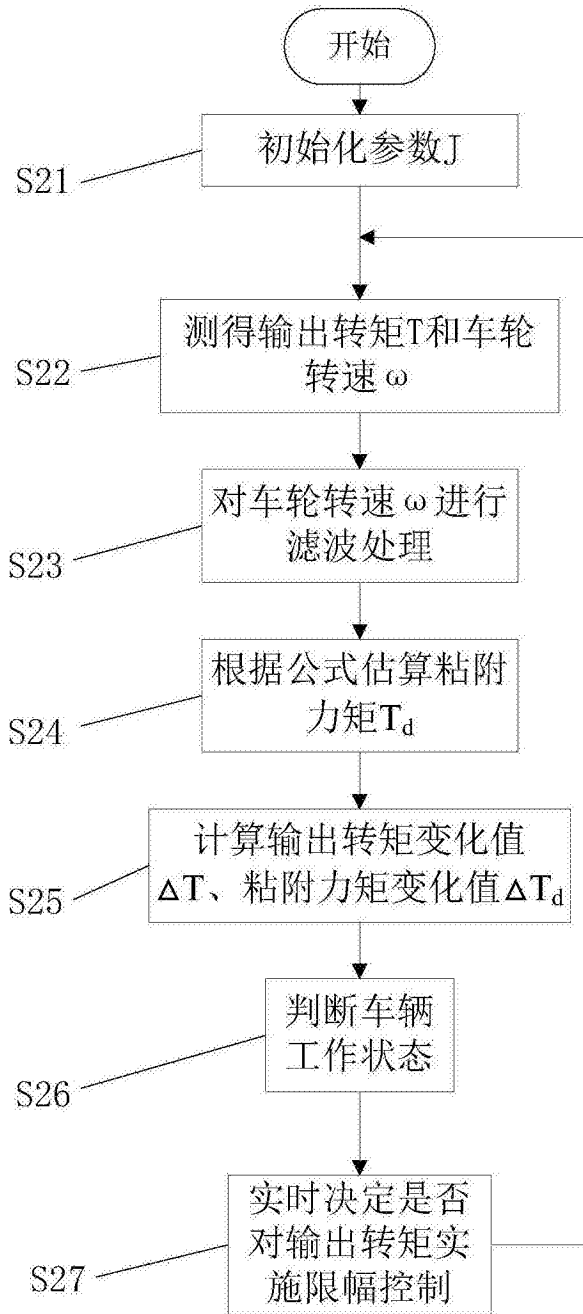 开始
初始化参数J
S21
测得输出转矩T和车轮
转速ω
S22
对车轮转速ω进行
滤波处理
S23
根据公式估算粘附
力矩Td
S24
计算输出转矩变化值
△T、粘附力矩变化值△Td
S25
判断车辆
工作状态
S26
实时决定是否
对输出转矩实
施限幅控制
S27